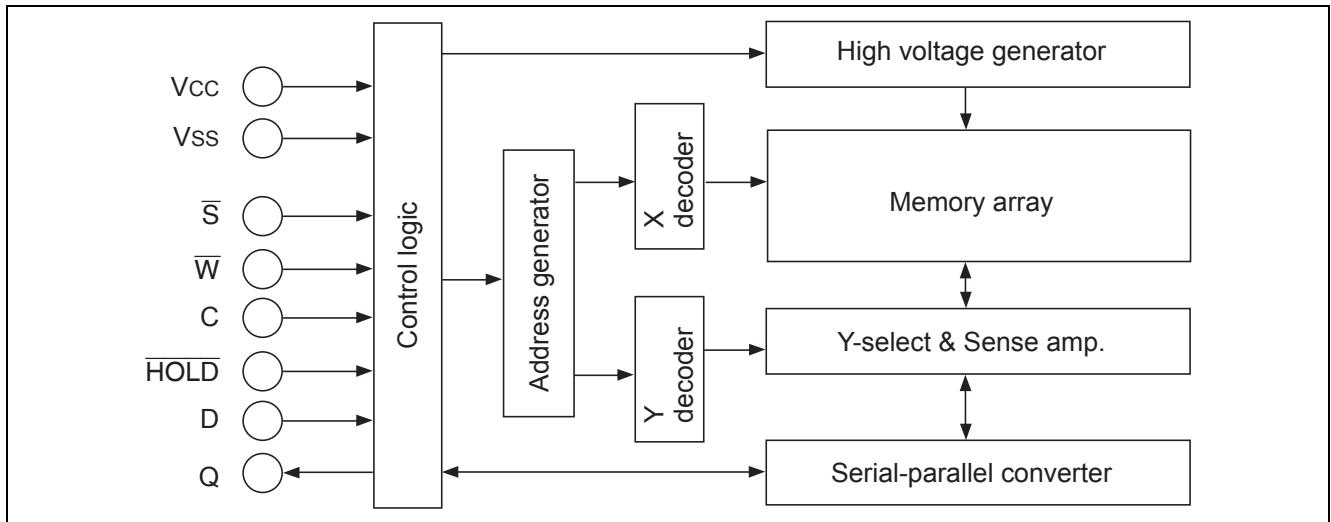 VCC
VSS
S̅
W̅
C
H̅O̅L̅D̅
D
Q
Control logic
Address generator
X
decoder
Y
decoder
High voltage generator
Memory array
Y-select & Sense amp.
Serial-parallel converter